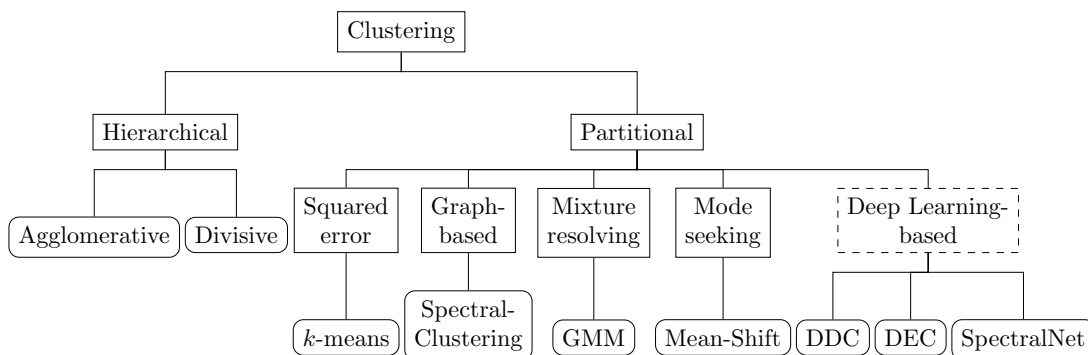 Clustering
Hierarchical
Partitional
Agglomerative
Divisive
Squared
error
Graph-
based
Mixture
resolving
Mode
seeking
Deep Learning-
based
k-means
Spectral-
Clustering
GMM
Mean-Shift
DDC
DEC
SpectralNet